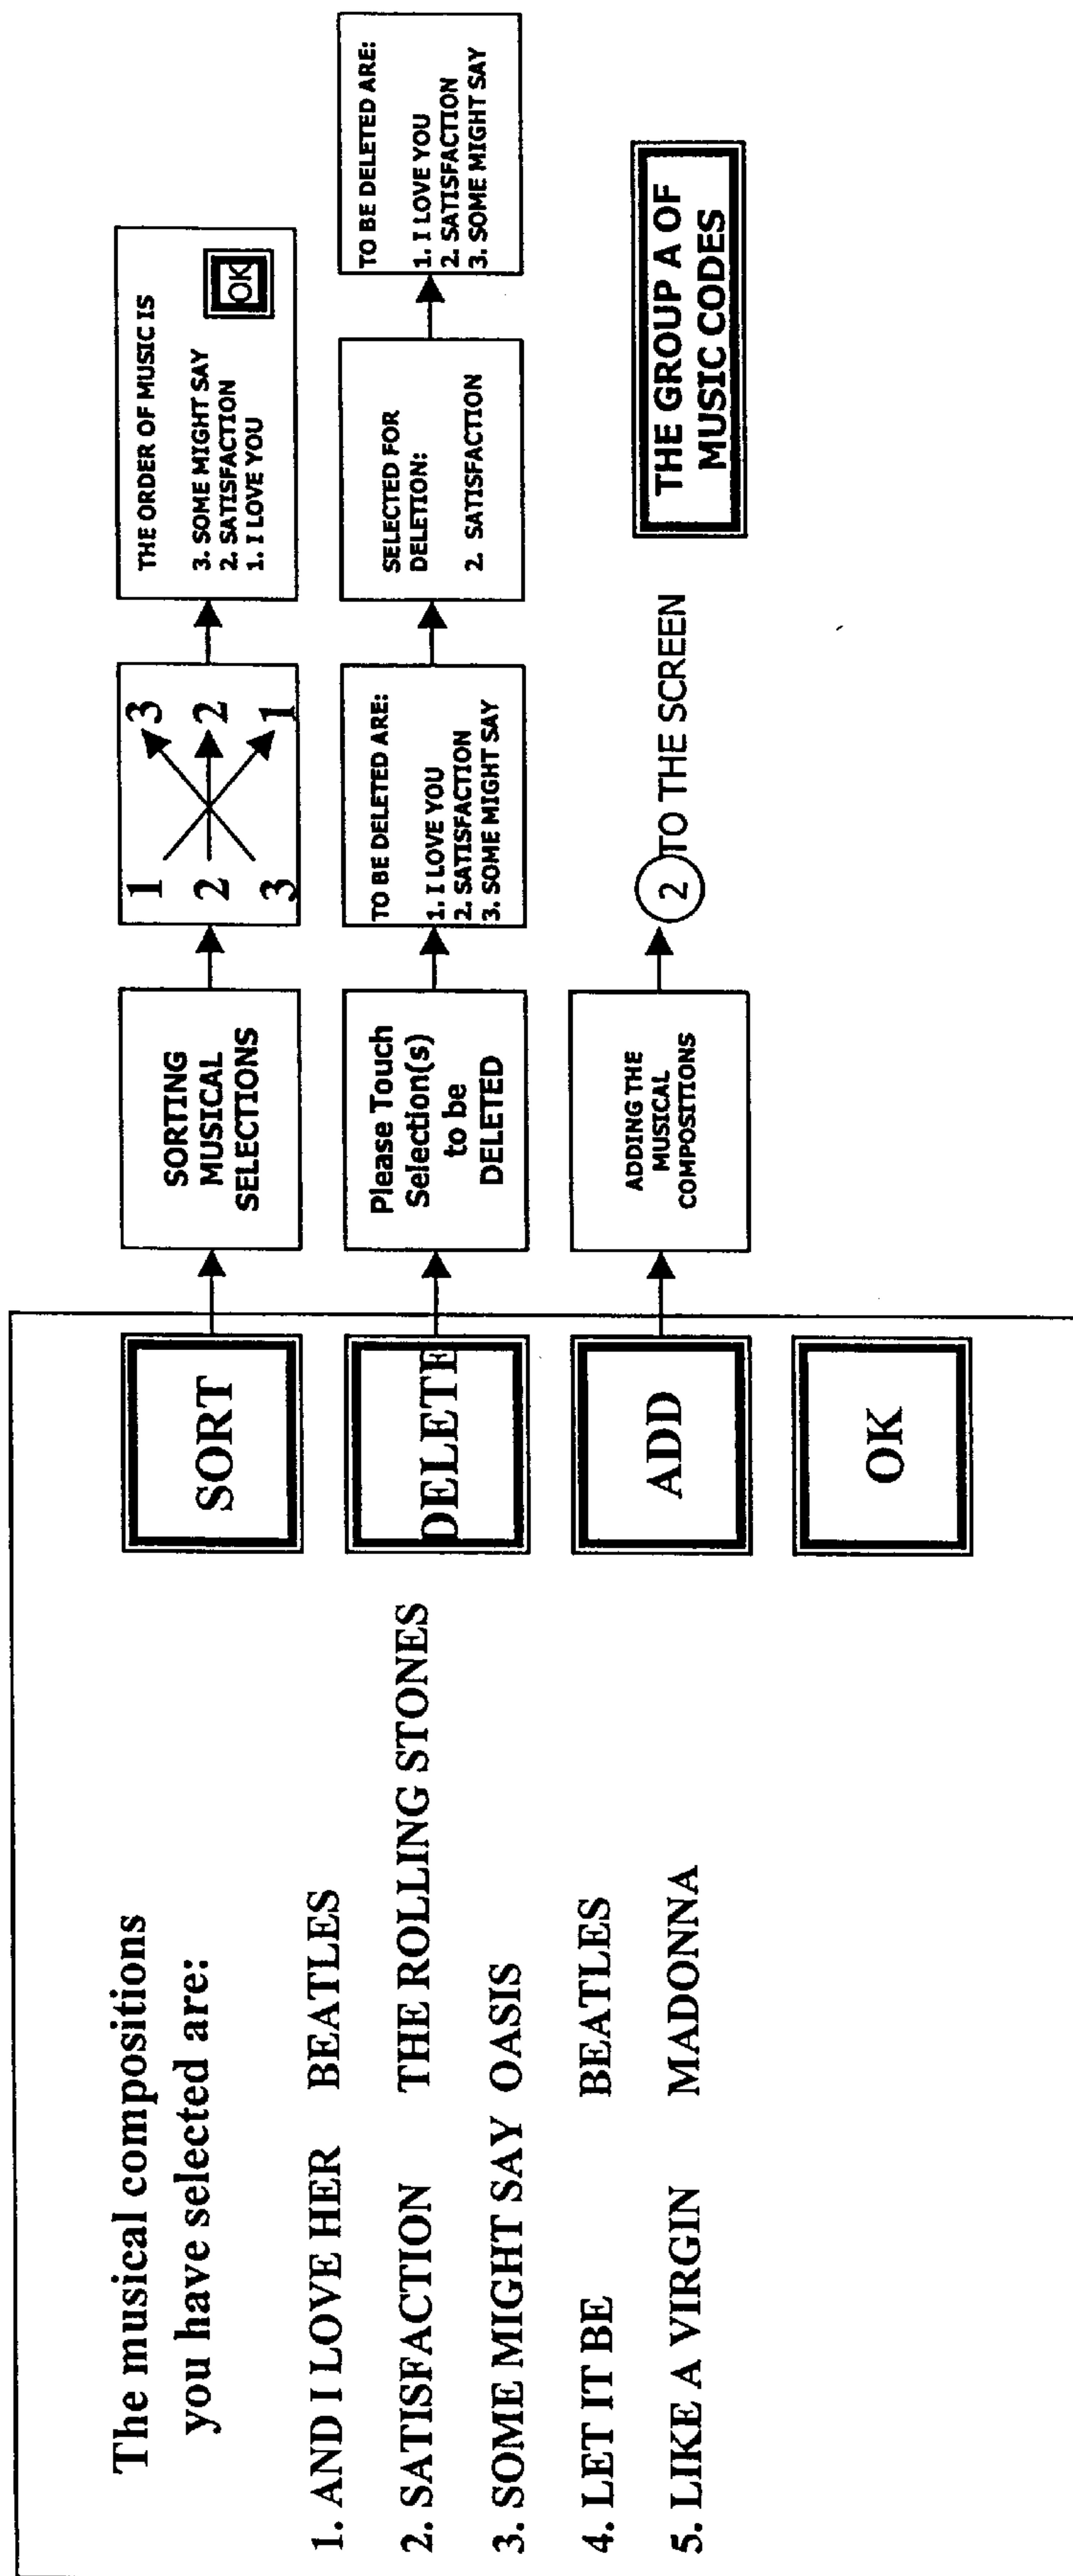 The musical compositions
you have selected are:
1. AND I LOVE HER BEATLES
2. SATISFACTION THE ROLLING STONES
3. SOME MIGHT SAY OASIS
4. LET IT BE BEATLES
5. LIKE A VIRGIN MADONNA
SORT
DELETE
ADD
OK
SORTING
MUSICAL
SELECTIONS
1 3
2 2
3 1
THE ORDER OF MUSIC IS
3. SOME MIGHT SAY
2. SATISFACTION
1. I LOVE YOU
OK
Please Touch
Selection(s)
to be
DELETED
TO BE DELETED ARE:
1. I LOVE YOU
2. SATISFACTION
3. SOME MIGHT SAY
SELECTED FOR
DELETION:
2. SATISFACTION
TO BE DELETED ARE:
1. I LOVE YOU
2. SATISFACTION
3. SOME MIGHT SAY
ADDING THE
MUSICAL
COMPOSITIONS
2 TO THE SCREEN
THE GROUP A OF
MUSIC CODES